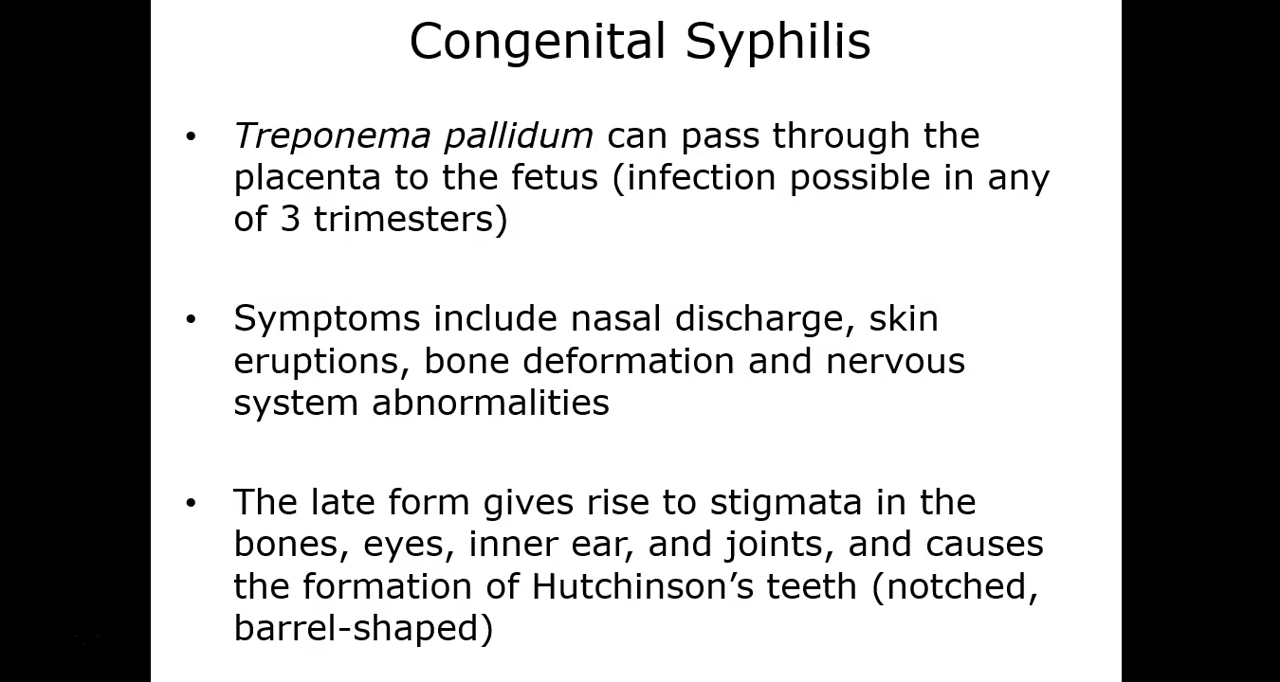 Congenital Syphilis
• Treponema pallidum can pass through the
placenta to the fetus (infection possible in any
of 3 trimesters)
• Symptoms include nasal discharge, skin
eruptions, bone deformation and nervous
system abnormalities
• The late form gives rise to stigmata in the
bones, eyes, inner ear, and joints, and causes
the formation of Hutchinson’s teeth (notched,
barrel-shaped)